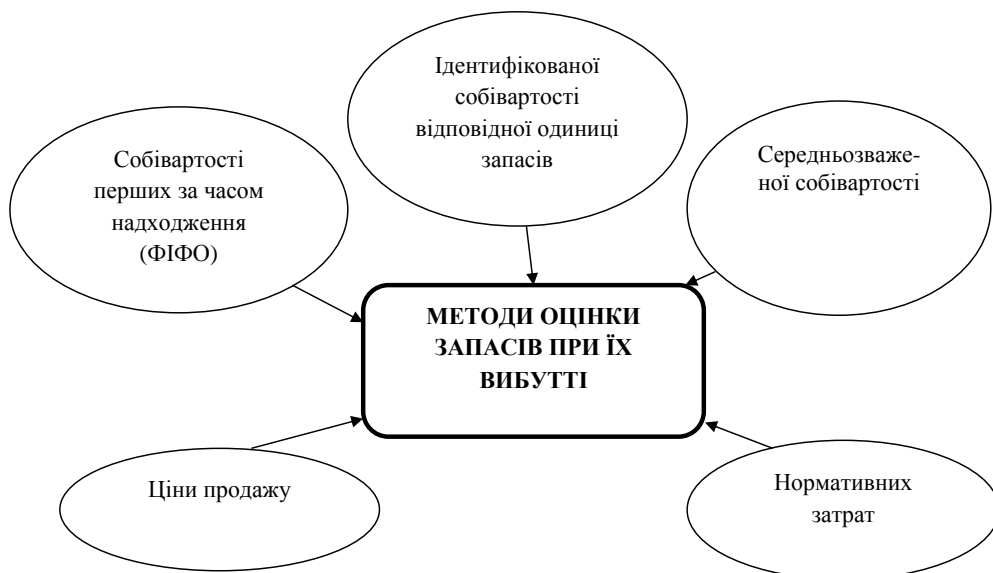 Ідентифікованої
собівартості
відповідної одиниці
запасів
Собівартості
перших за часом
надходження
(ФІФО)
Середньозваже-
ної собівартості
МЕТОДИ ОЦІНКИ
ЗАПАСІВ ПРИ ЇХ
ВИБУТТІ
Ціни продажу
Нормативних
затрат